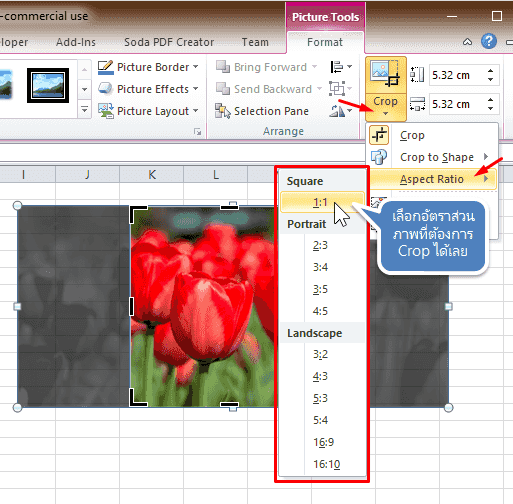 -commercial use
Picture Tools
loper Add-Ins Soda PDF Creator Team Format
Picture Border
Picture Effects
Picture Layout
Bring Forward
Send Backward
Selection Pane
Arrange
Crop
5.32 cm
5.32 cm
Crop
Crop to Shape
Aspect Ratio
I J K L
Square
1:1
Portrait
2:3
3:4
3:5
4:5
Landscape
3:2
4:3
5:3
5:4
16:9
16:10
เลือกอัตราส่วน
ภาพที่ต้องการ
Crop ได้เลย